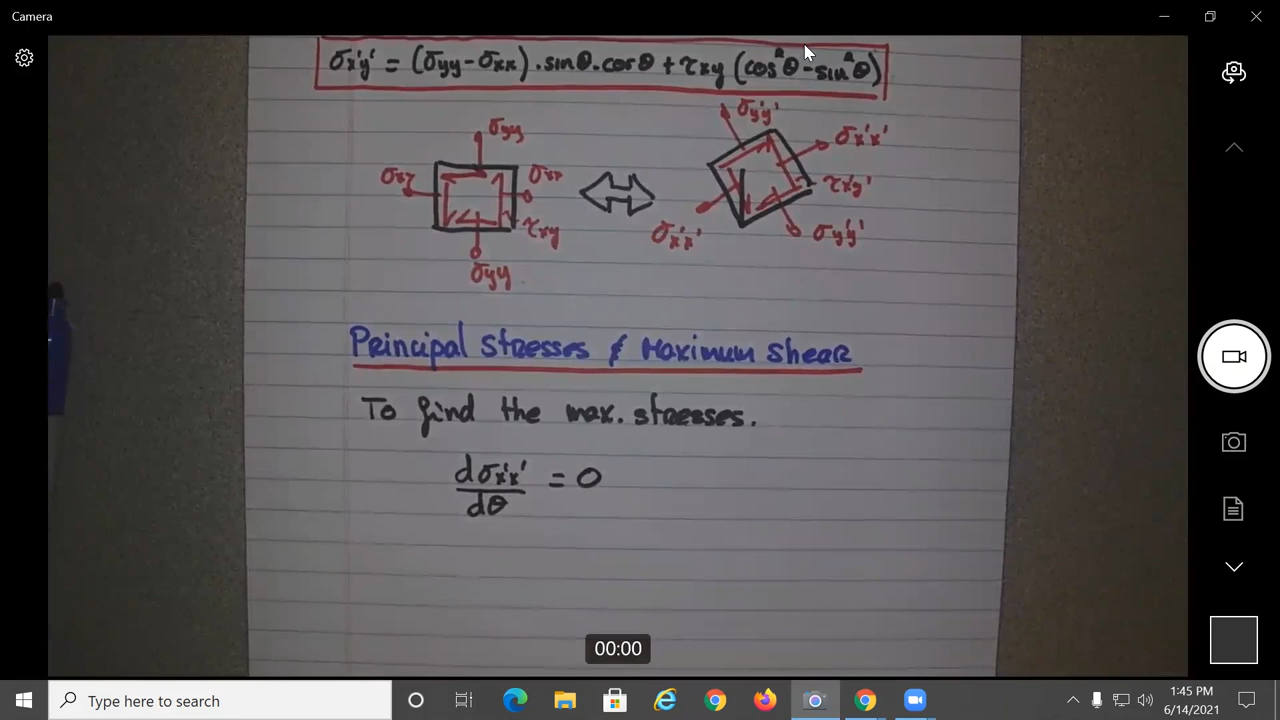 Camera
σx'y' = (σyy - σxx) . sinθ . cosθ + τxy (cos²θ - sin²θ)
σyy
σy'y'
σx'x'
σxx
σxx
τx'y'
τxy
σx'x'
σy'y'
σyy
Principal Stresses & Maximum Shear
To find the max. stresses.
dσx'x' / dθ = 0
00:00
Type here to search
1:45 PM
6/14/2021